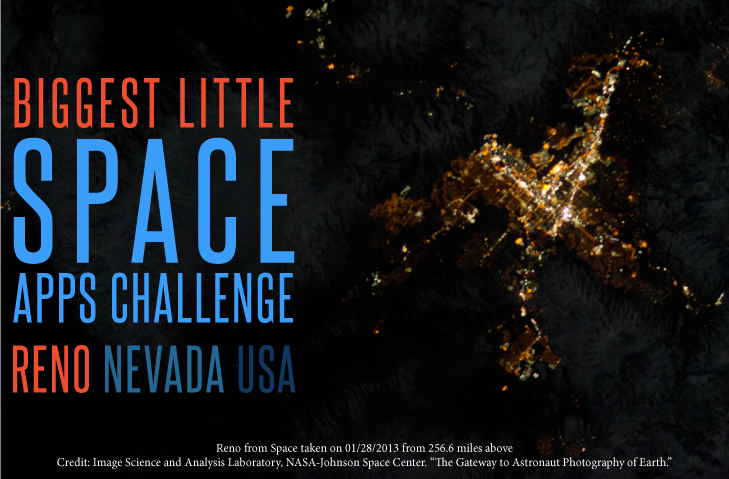 BIGGEST LITTLE
SPACE
APPS CHALLENGE
RENO NEVADA USA
Reno from Space taken on 01/28/2013 from 256.6 miles above
Credit: Image Science and Analysis Laboratory, NASA-Johnson Space Center. “The Gateway to Astronaut Photography of Earth.”